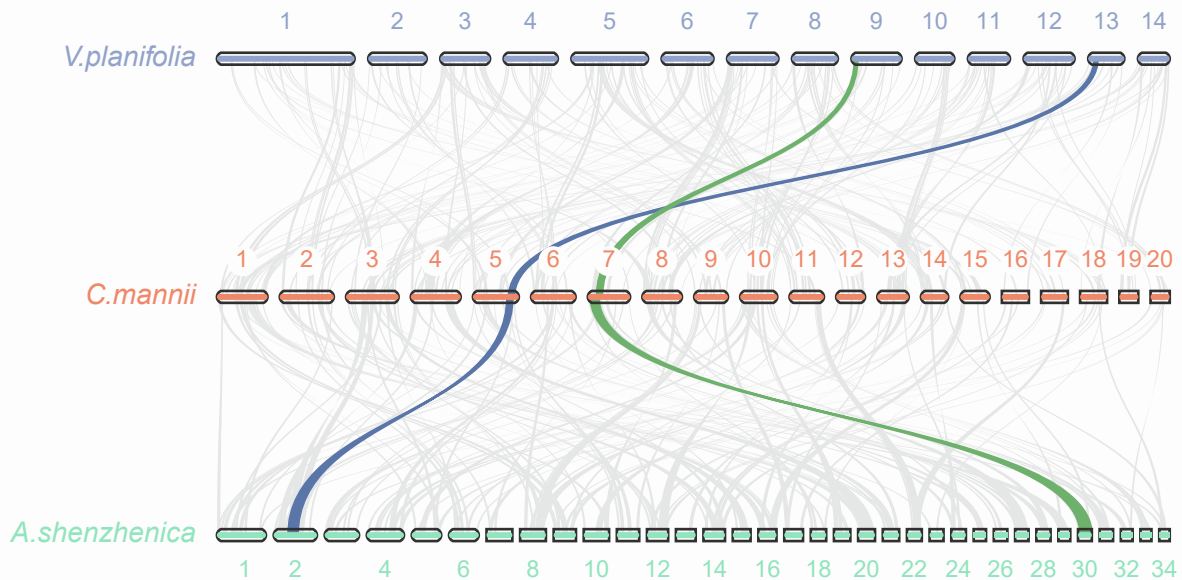 1 2 3 4 5 6 7 8 9 10 11 12 13 14
V.planifolia
1 2 3 4 5 6 7 8 9 10 11 12 13 14 15 16 17 18 19 20
C.mannii
A.shenzhenica
1 2 4 6 8 10 12 14 16 18 20 22 24 26 28 30 32 34